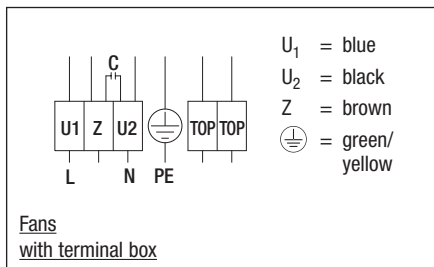 C
U1 Z U2 TOP TOP
L N PE
U₁ = blue
U₂ = black
Z = brown
⏚ = green/
yellow
Fans
with terminal box